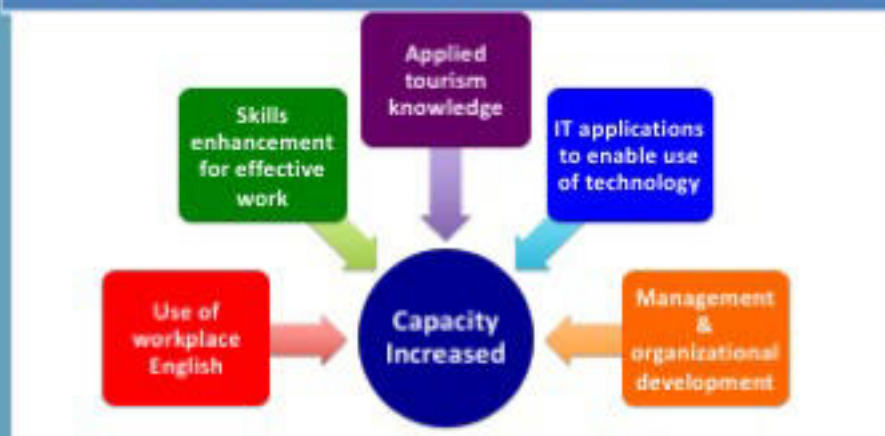 Applied
tourism
knowledge
Skills
enhancement
for effective
work
IT applications
to enable use
of technology
Use of
workplace
English
Capacity
Increased
Management
&
organizational
development